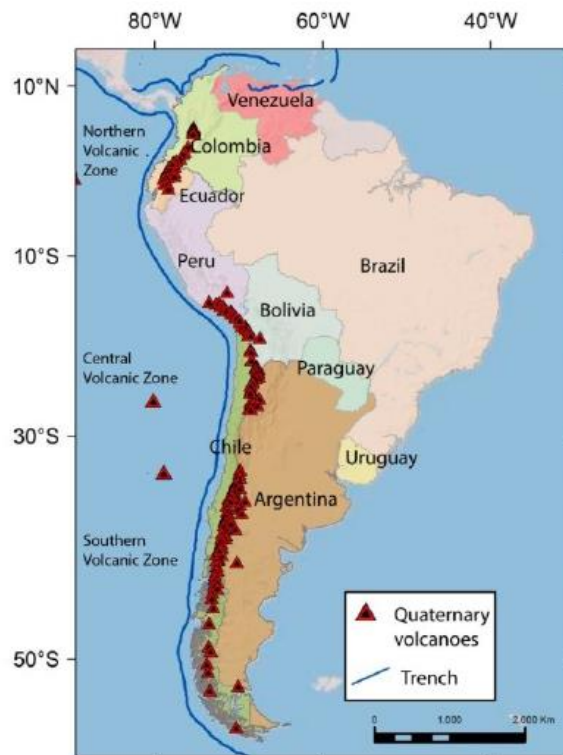 80°W 60°W 40°W
10°N
Venezuela
Northern
Volcanic
Zone
Colombia
Ecuador
10°S
Peru
Brazil
Bolivia
Central
Volcanic Zone
Paraguay
30°S
Chile
Uruguay
Argentina
Southern
Volcanic Zone
Quaternary
volcanoes
50°S
Trench
0 1,000 2,000 Km